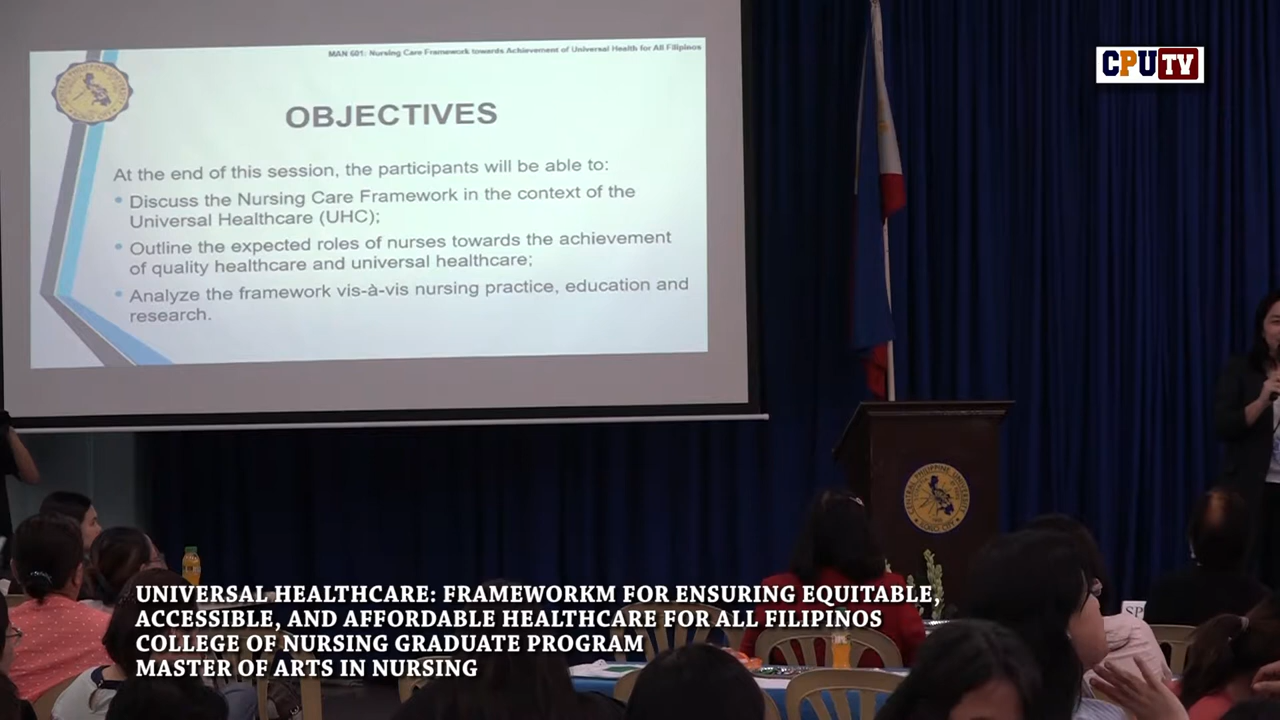 MAN 601: Nursing Care Framework towards Achievement of Universal Health for All Filipinos
CPUTV
OBJECTIVES
At the end of this session, the participants will be able to:
• Discuss the Nursing Care Framework in the context of the
Universal Healthcare (UHC);
• Outline the expected roles of nurses towards the achievement
of quality healthcare and universal healthcare;
• Analyze the framework vis-à-vis nursing practice, education and
research.
CENTRAL PHILIPPINE UNIVERSITY
SP
UNIVERSAL HEALTHCARE: FRAMEWORKM FOR ENSURING EQUITABLE,
ACCESSIBLE, AND AFFORDABLE HEALTHCARE FOR ALL FILIPINOS
COLLEGE OF NURSING GRADUATE PROGRAM
MASTER OF ARTS IN NURSING